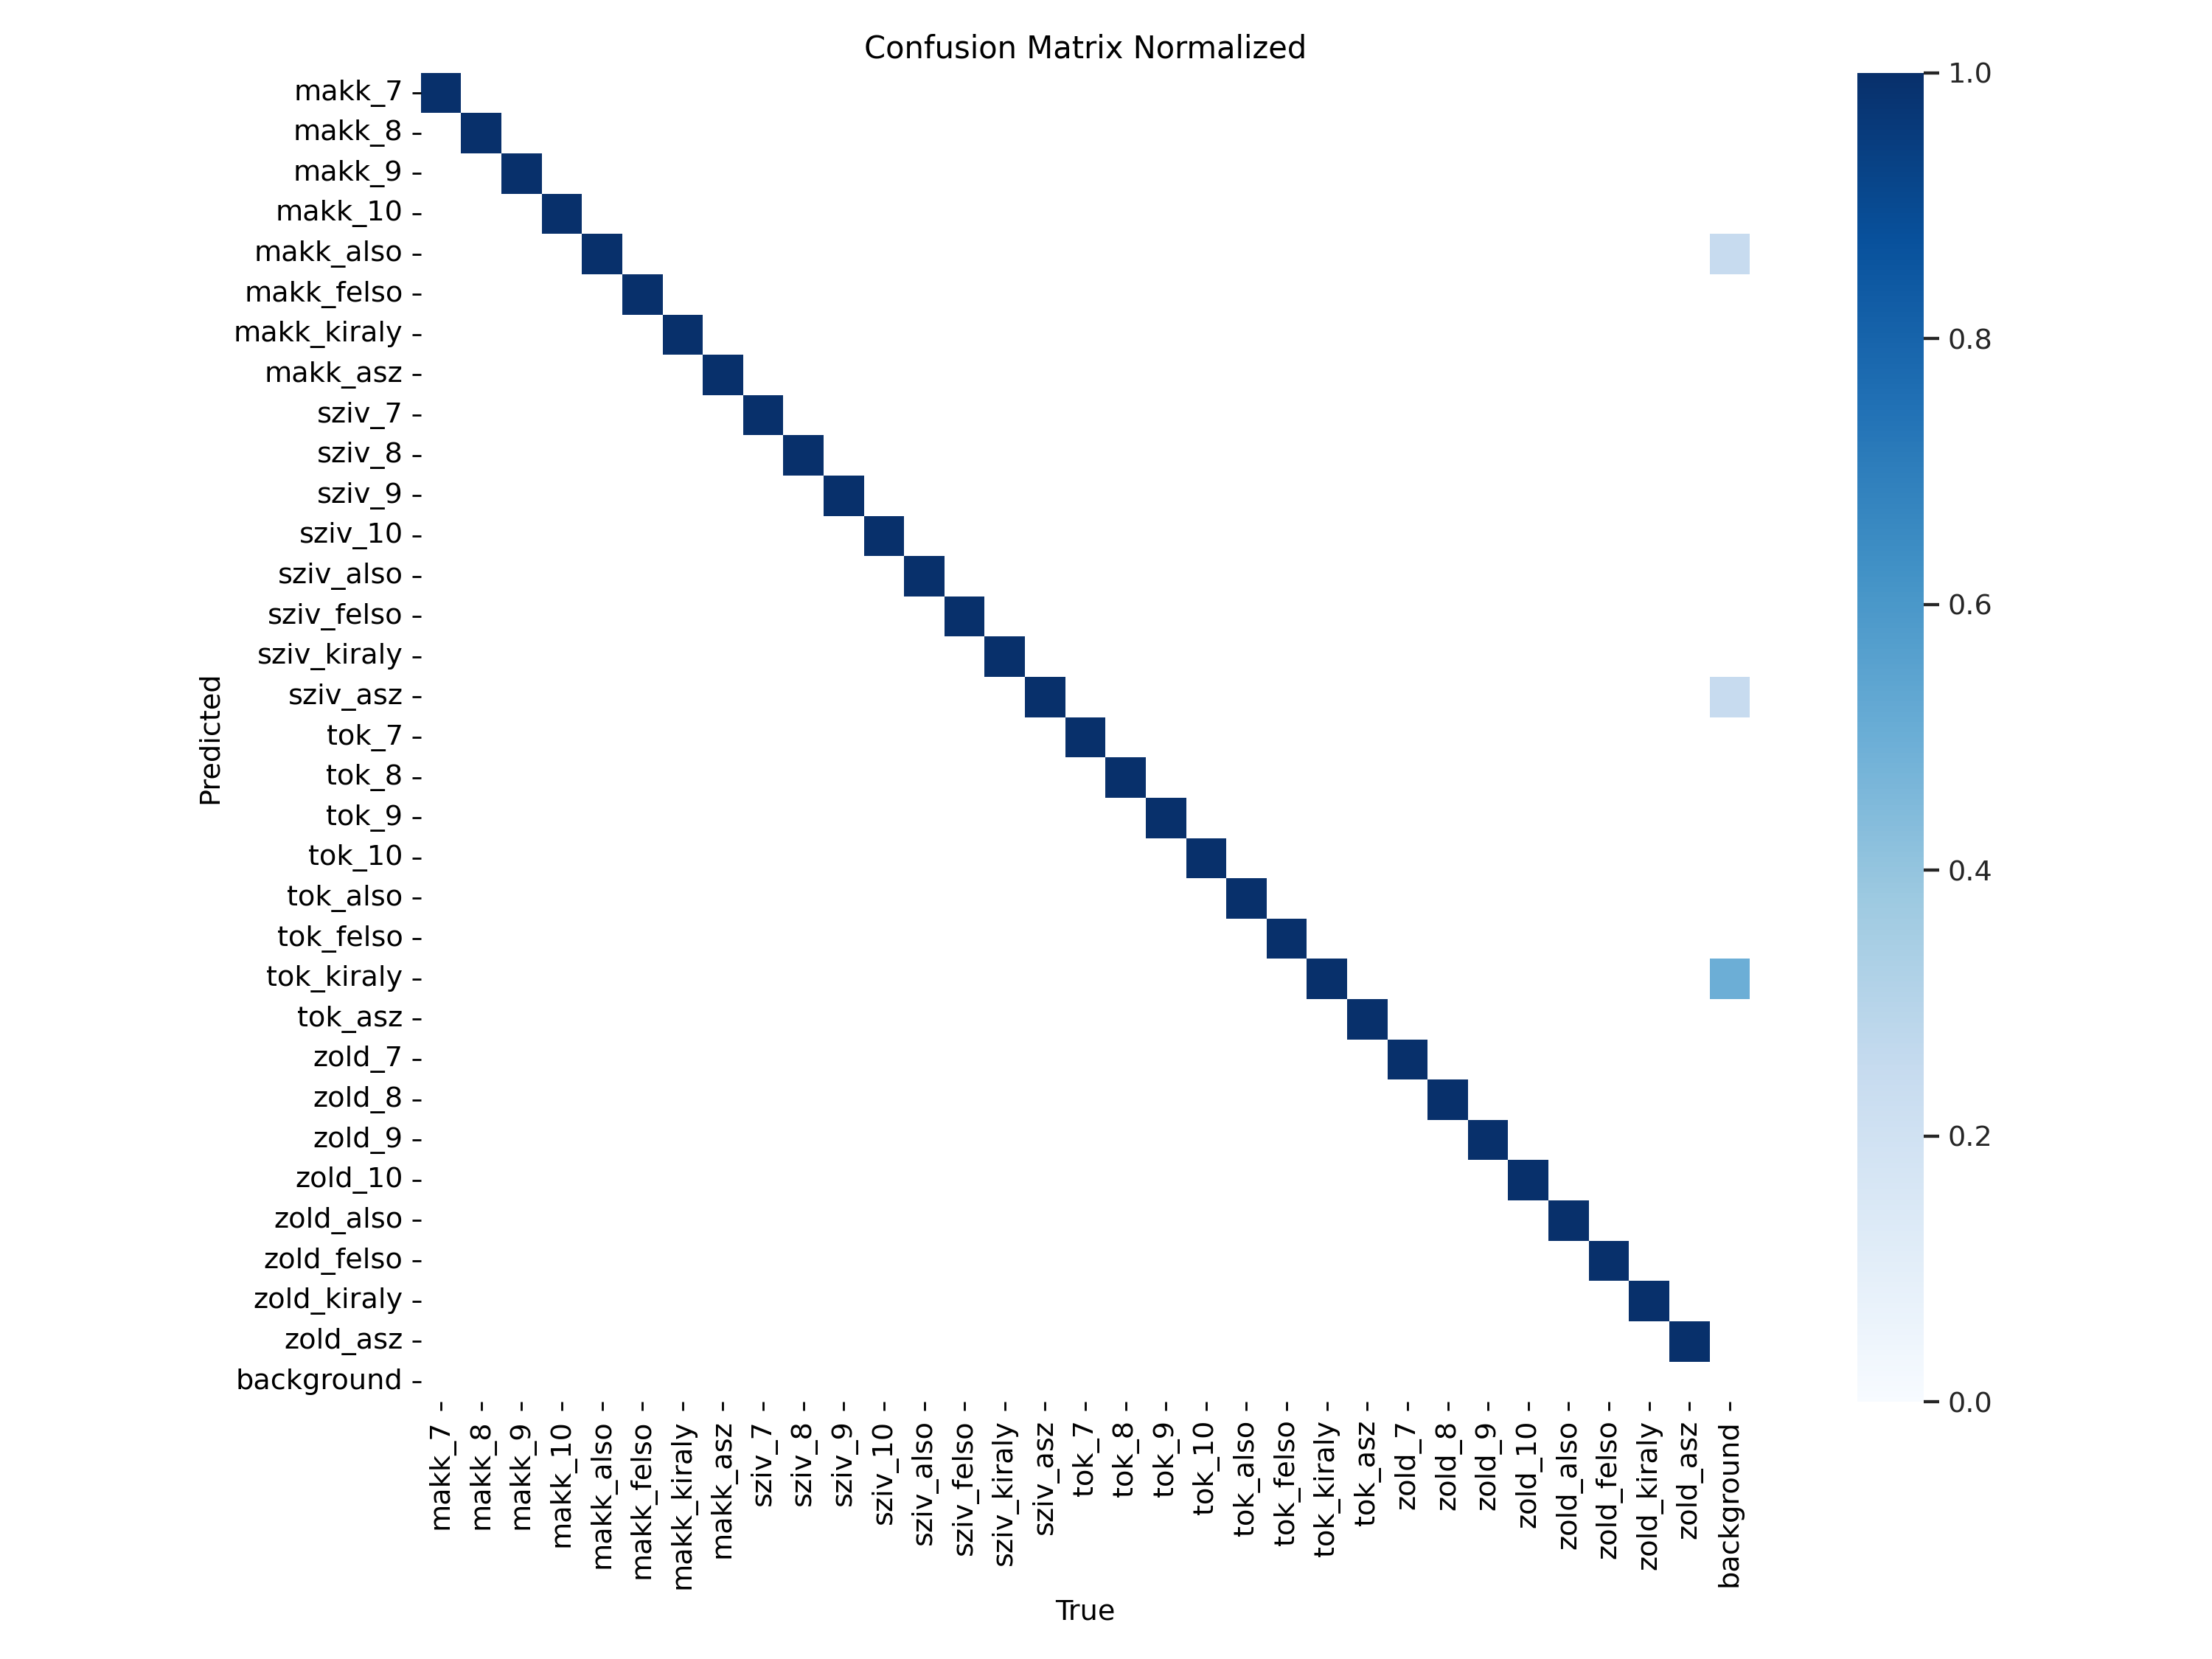 Confusion Matrix Normalized
makk_7
makk_8
makk_9
makk_10
makk_also
makk_felso
makk_kiraly
makk_asz
sziv_7
sziv_8
sziv_9
sziv_10
sziv_also
sziv_felso
sziv_kiraly
sziv_asz
tok_7
tok_8
tok_9
tok_10
tok_also
tok_felso
tok_kiraly
tok_asz
zold_7
zold_8
zold_9
zold_10
zold_also
zold_felso
zold_kiraly
zold_asz
background
Predicted
makk_7
makk_8
makk_9
makk_10
makk_also
makk_felso
makk_kiraly
makk_asz
sziv_7
sziv_8
sziv_9
sziv_10
sziv_also
sziv_felso
sziv_kiraly
sziv_asz
tok_7
tok_8
tok_9
tok_10
tok_also
tok_felso
tok_kiraly
tok_asz
zold_7
zold_8
zold_9
zold_10
zold_also
zold_felso
zold_kiraly
zold_asz
background
True
1.0
0.8
0.6
0.4
0.2
0.0